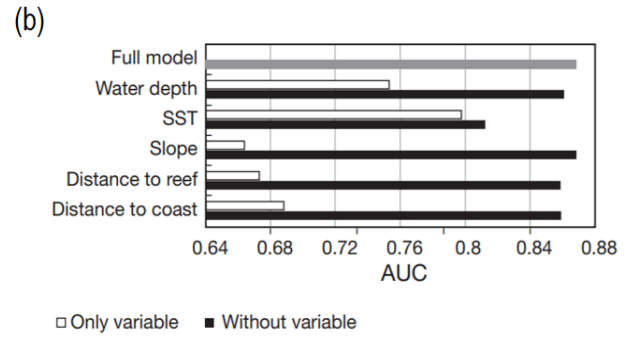 (b)
Full model
Water depth
SST
Slope
Distance to reef
Distance to coast
0.64 0.68 0.72 0.76 0.8 0.84 0.88
AUC
Only variable Without variable